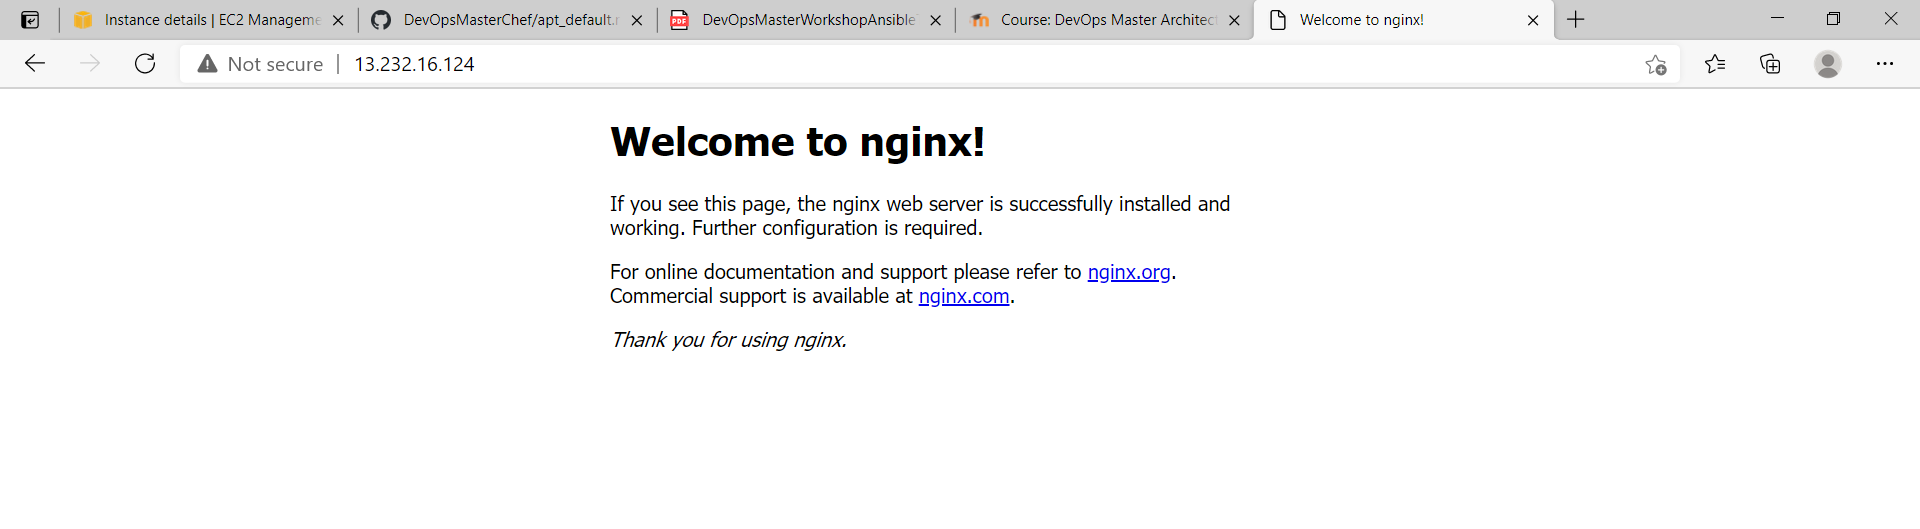 Instance details | EC2 Manageme
DevOpsMasterChef/apt_default.r
DevOpsMasterWorkshopAnsible
Course: DevOps Master Architect
Welcome to nginx!
Not secure | 13.232.16.124
Welcome to nginx!
If you see this page, the nginx web server is successfully installed and
working. Further configuration is required.
For online documentation and support please refer to nginx.org.
Commercial support is available at nginx.com.
Thank you for using nginx.